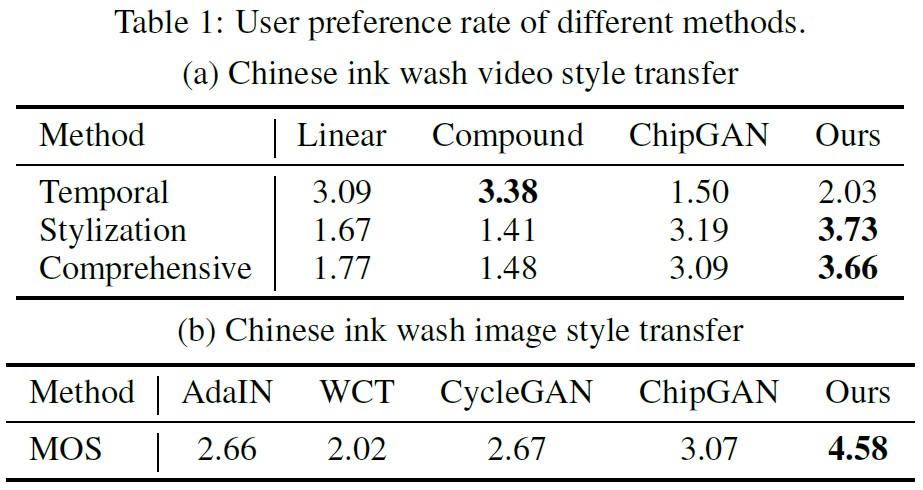 Table 1: User preference rate of different methods.
(a) Chinese ink wash video style transfer
Method Linear Compound ChipGAN Ours
Temporal 3.09 3.38 1.50 2.03
Stylization 1.67 1.41 3.19 3.73
Comprehensive 1.77 1.48 3.09 3.66
(b) Chinese ink wash image style transfer
Method AdaIN WCT CycleGAN ChipGAN Ours
MOS 2.66 2.02 2.67 3.07 4.58